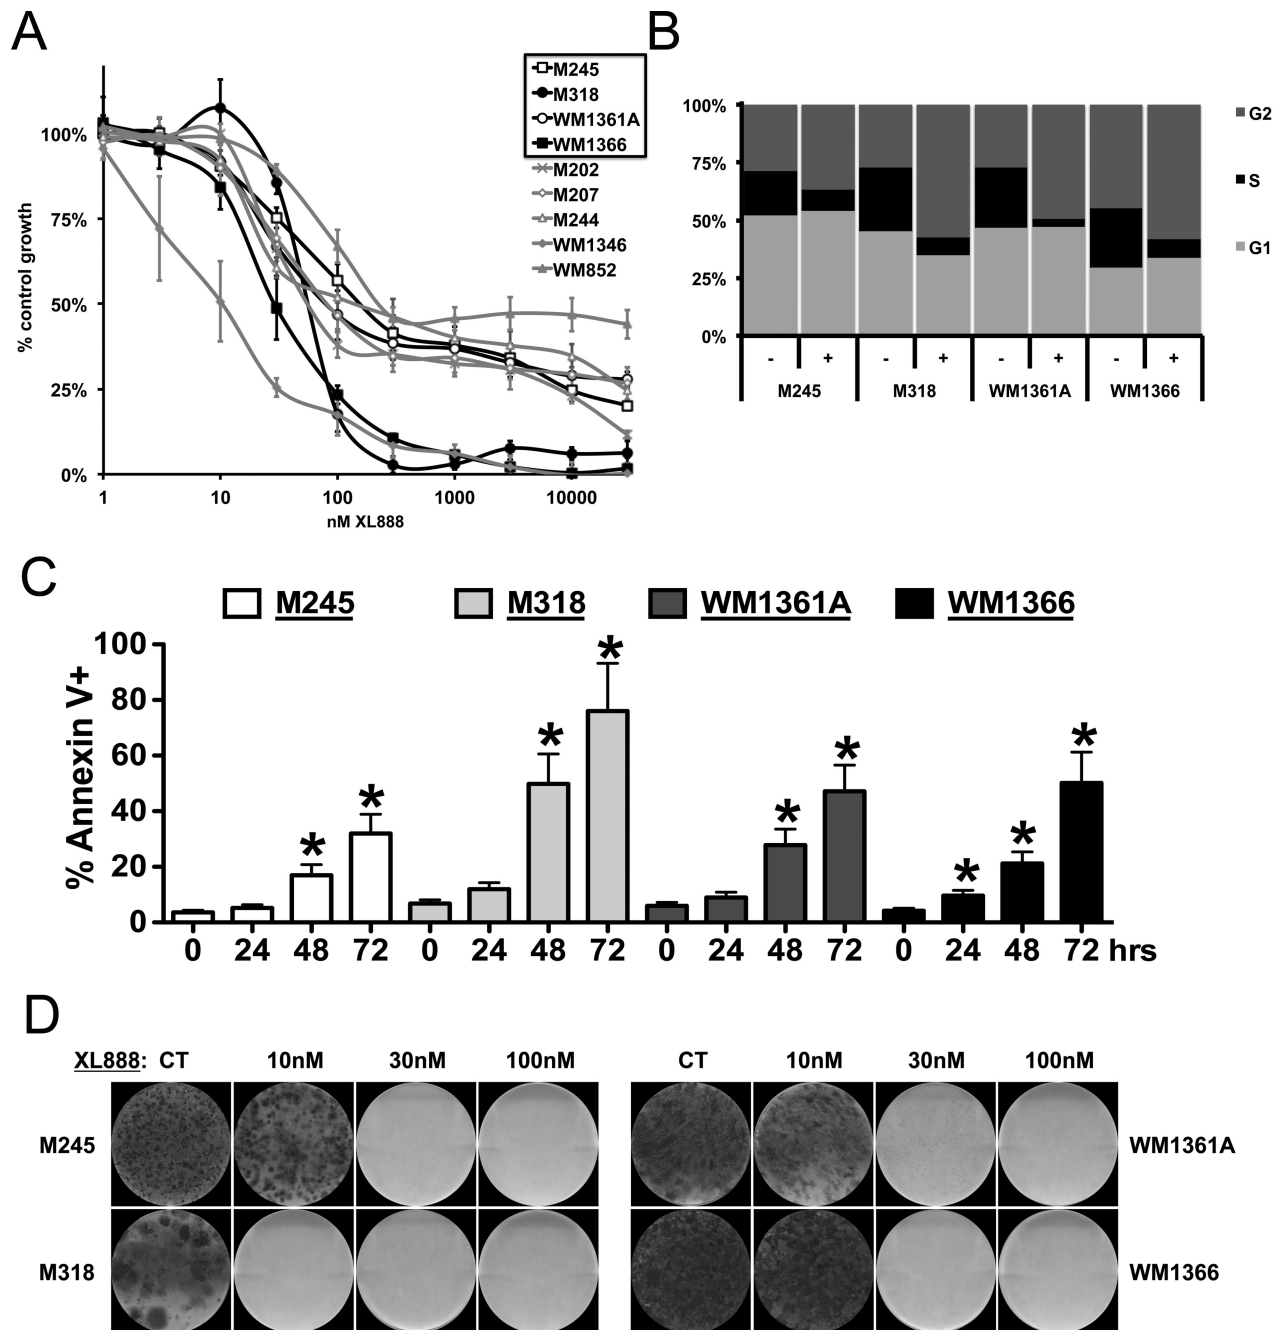 A
100%
75%
50%
25%
0%
% control growth
1 10 100 1000 10000
nM XL888
M245
M318
WM1361A
WM1366
M202
M207
M244
WM1346
WM852
B
100%
75%
50%
25%
0%
G2
S
G1
- + - + - + - +
M245 M318 WM1361A WM1366
C
M245 M318 WM1361A WM1366
% Annexin V+
100
80
60
40
20
0
* * * * * * * * *
0 24 48 72 0 24 48 72 0 24 48 72 0 24 48 72 hrs
D
XL888: CT 10nM 30nM 100nM CT 10nM 30nM 100nM
M245 WM1361A
M318 WM1366